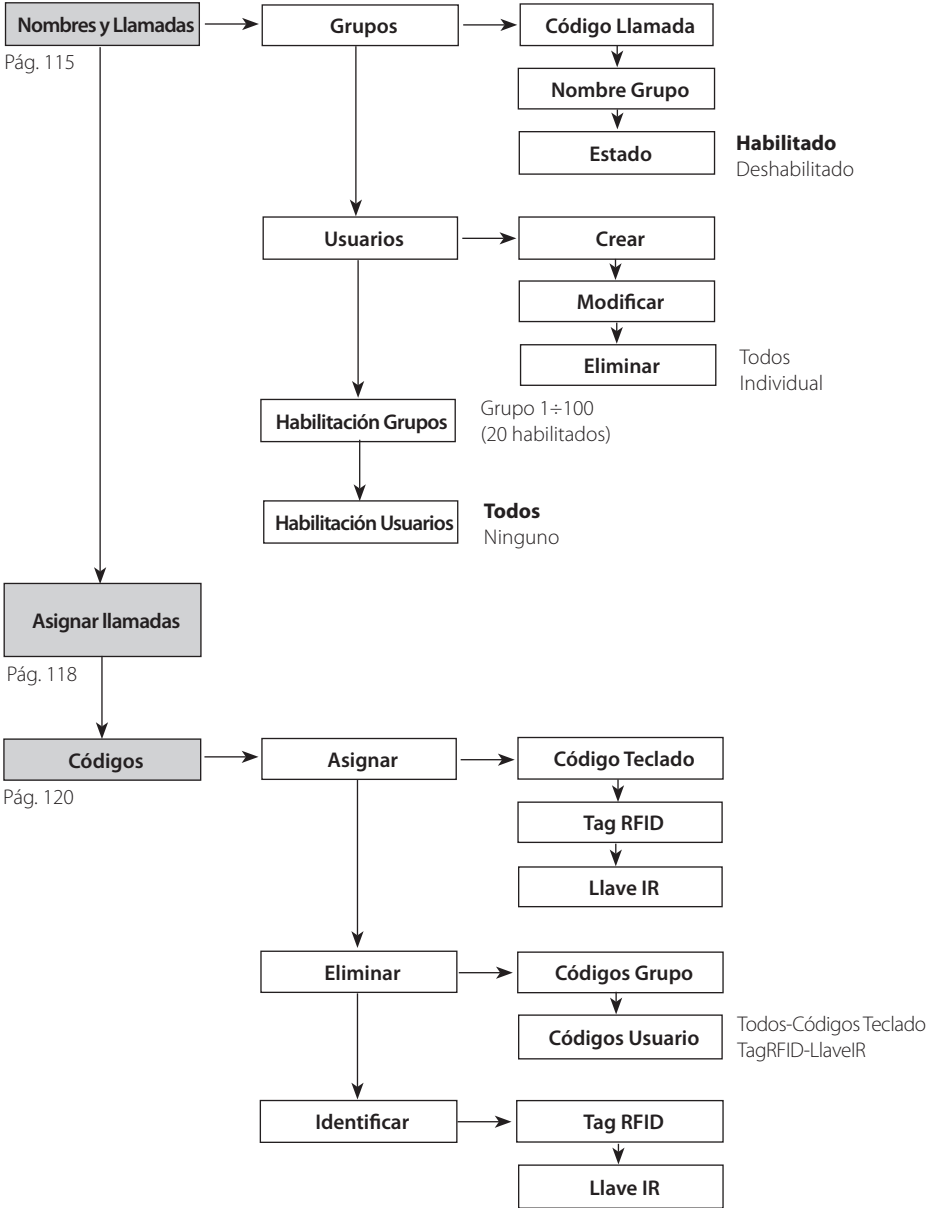 Nombres y Llamadas
Grupos
Código Llamada
Pág. 115
Nombre Grupo
Estado
Habilitado
Deshabilitado
Usuarios
Crear
Modificar
Eliminar
Todos
Individual
Habilitación Grupos
Grupo 1÷100
(20 habilitados)
Habilitación Usuarios
Todos
Ninguno
Asignar llamadas
Pág. 118
Códigos
Asignar
Código Teclado
Pág. 120
Tag RFID
Llave IR
Eliminar
Códigos Grupo
Códigos Usuario
Todos-Códigos Teclado
TagRFID-LlaveIR
Identificar
Tag RFID
Llave IR